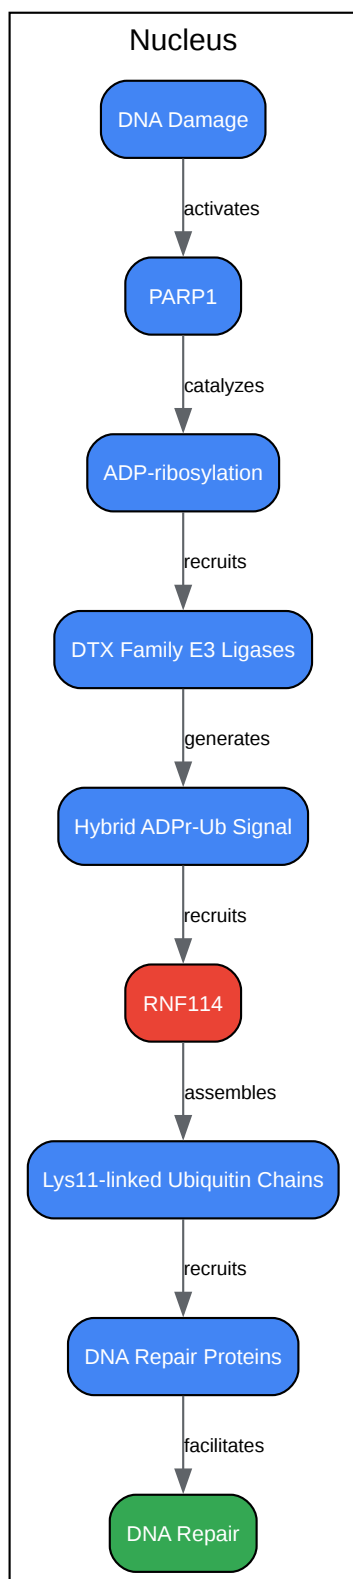 Nucleus
DNA Damage
activates
PARP1
catalyzes
ADP-ribosylation
recruits
DTX Family E3 Ligases
generates
Hybrid ADPr-Ub Signal
recruits
RNF114
assembles
Lys11-linked Ubiquitin Chains
recruits
DNA Repair Proteins
facilitates
DNA Repair